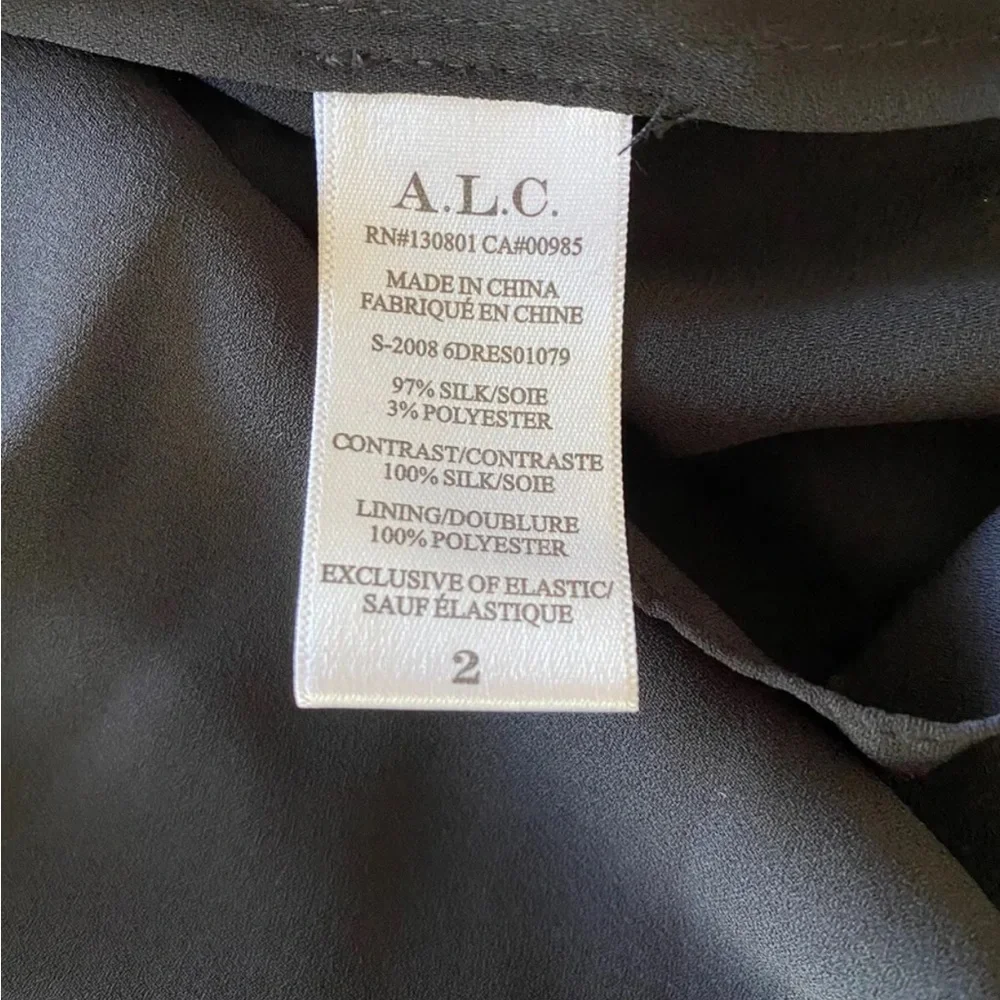 A.L.C.
RN#130801 CA#00985
MADE IN CHINA
FABRIQUÉ EN CHINE
S-2008 6DRES01079
97% SILK/SOIE
3% POLYESTER
CONTRAST/CONTRASTE
100% SILK/SOIE
LINING/DOUBLURE
100% POLYESTER
EXCLUSIVE OF ELASTIC/
SAUF ÉLASTIQUE
2